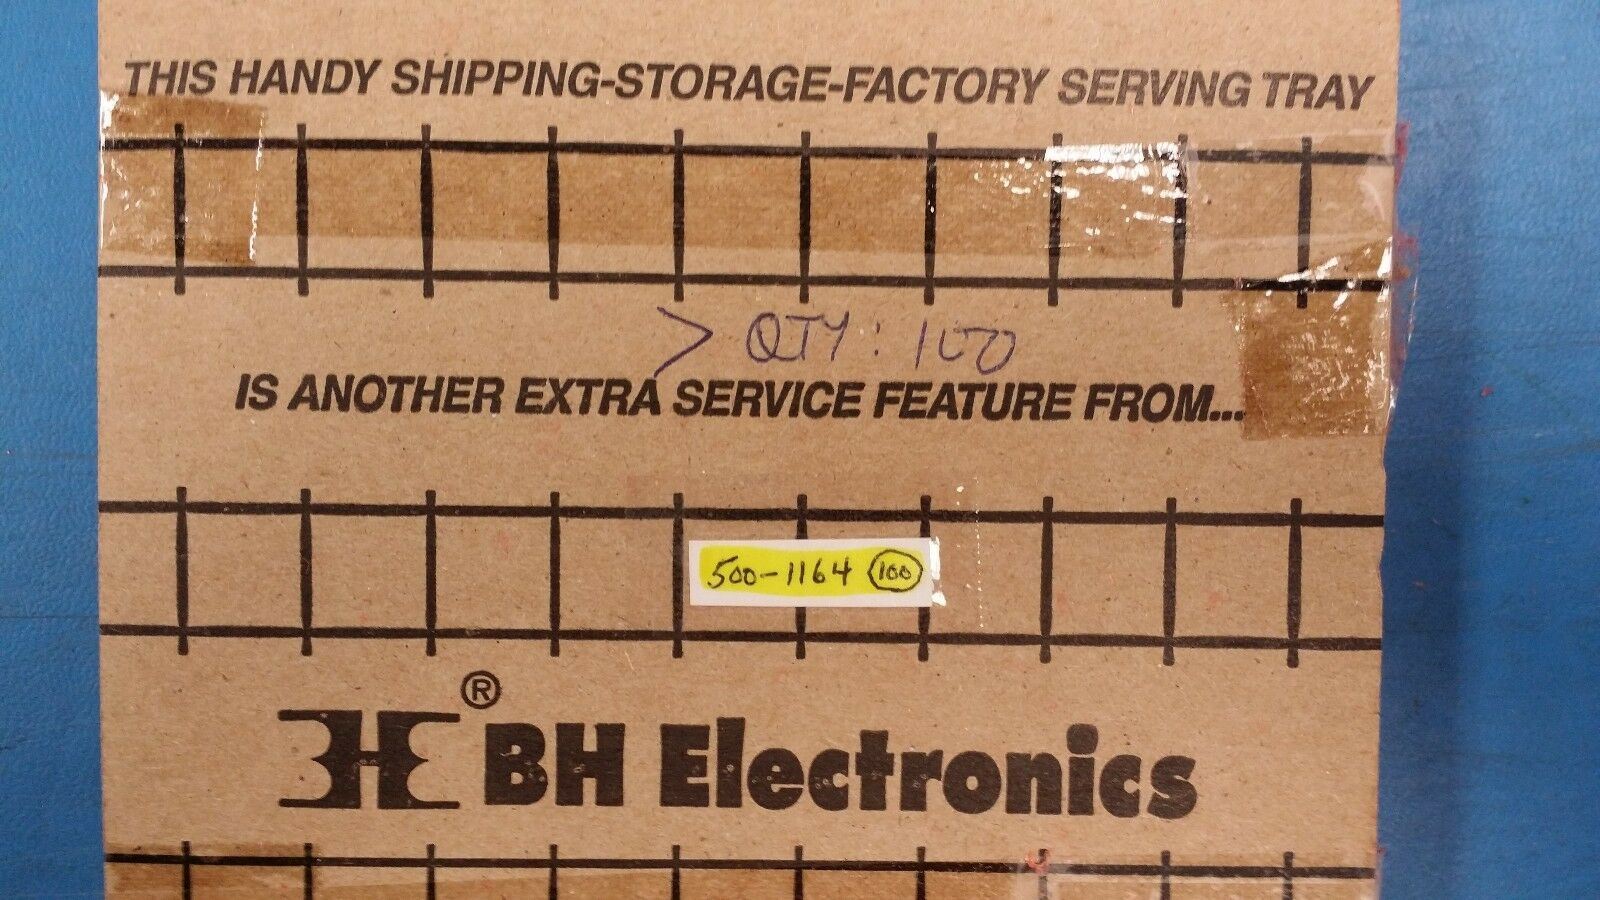 THIS HANDY SHIPPING-STORAGE-FACTORY SERVING TRAY
> QTY: 100
IS ANOTHER EXTRA SERVICE FEATURE FROM...
500-1164 100
® BH Electronics